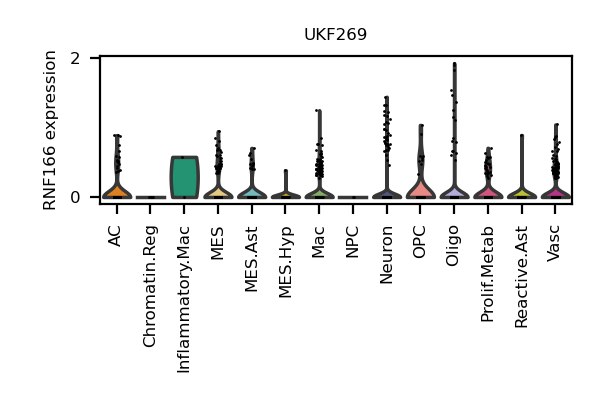 UKF269
RNF166 expression
2
0
AC
Chromatin.Reg
Inflammatory.Mac
MES
MES.Ast
MES.Hyp
Mac
NPC
Neuron
OPC
Oligo
Prolif.Metab
Reactive.Ast
Vasc